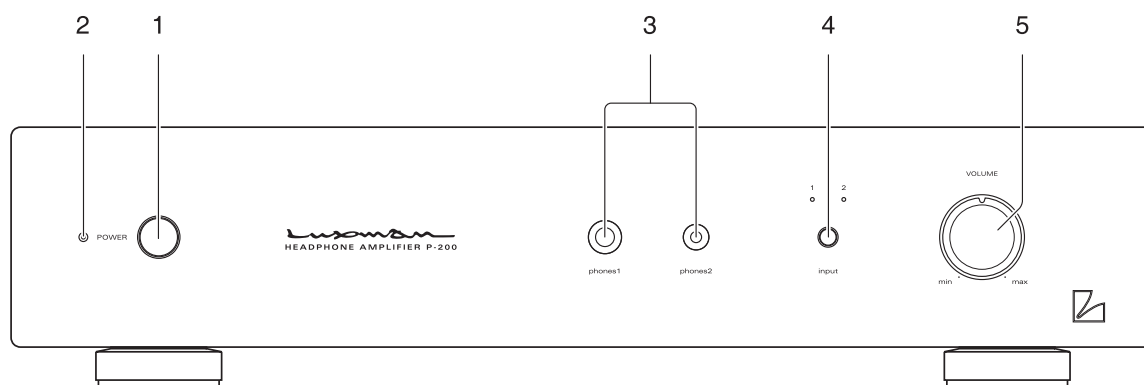 2 1 3 4 5
VOLUME
1 2
POWER
LUXMAN
HEADPHONE AMPLIFIER P-200
phones1 phones2 input
min max